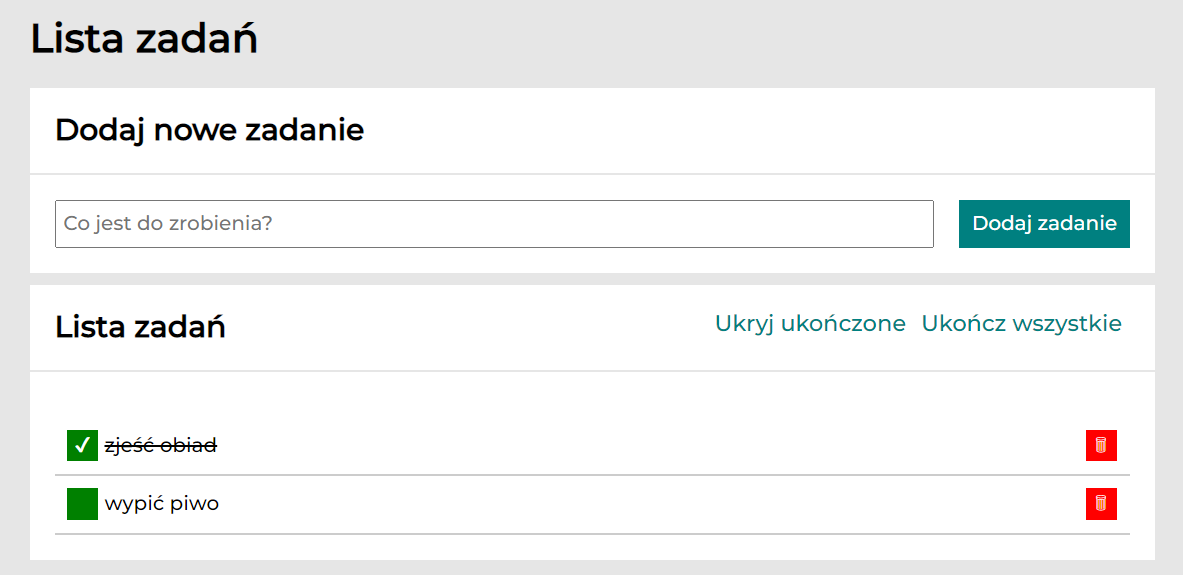 Lista zadań
Dodaj nowe zadanie
Co jest do zrobienia?
Dodaj zadanie
Lista zadań
Ukryj ukończone
Ukończ wszystkie
zjeść obiad
wypić piwo